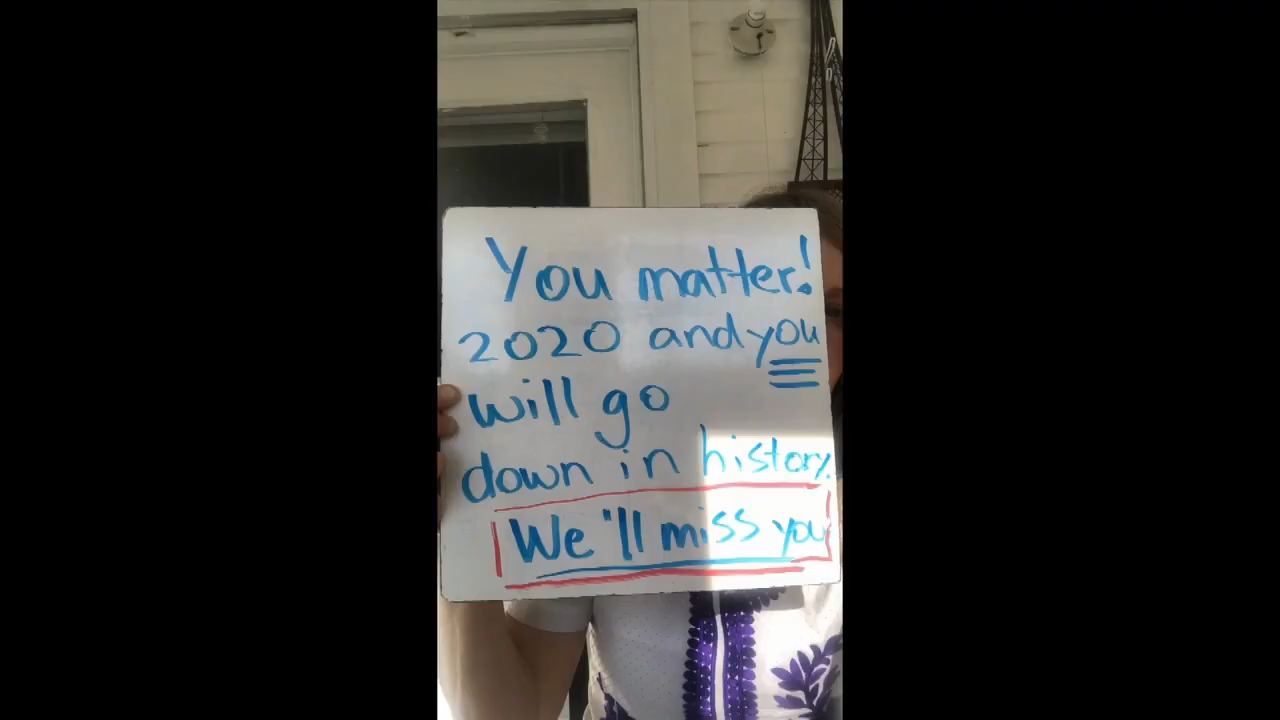 You matter!
2020 and you
will go
down in history.
We'll miss you